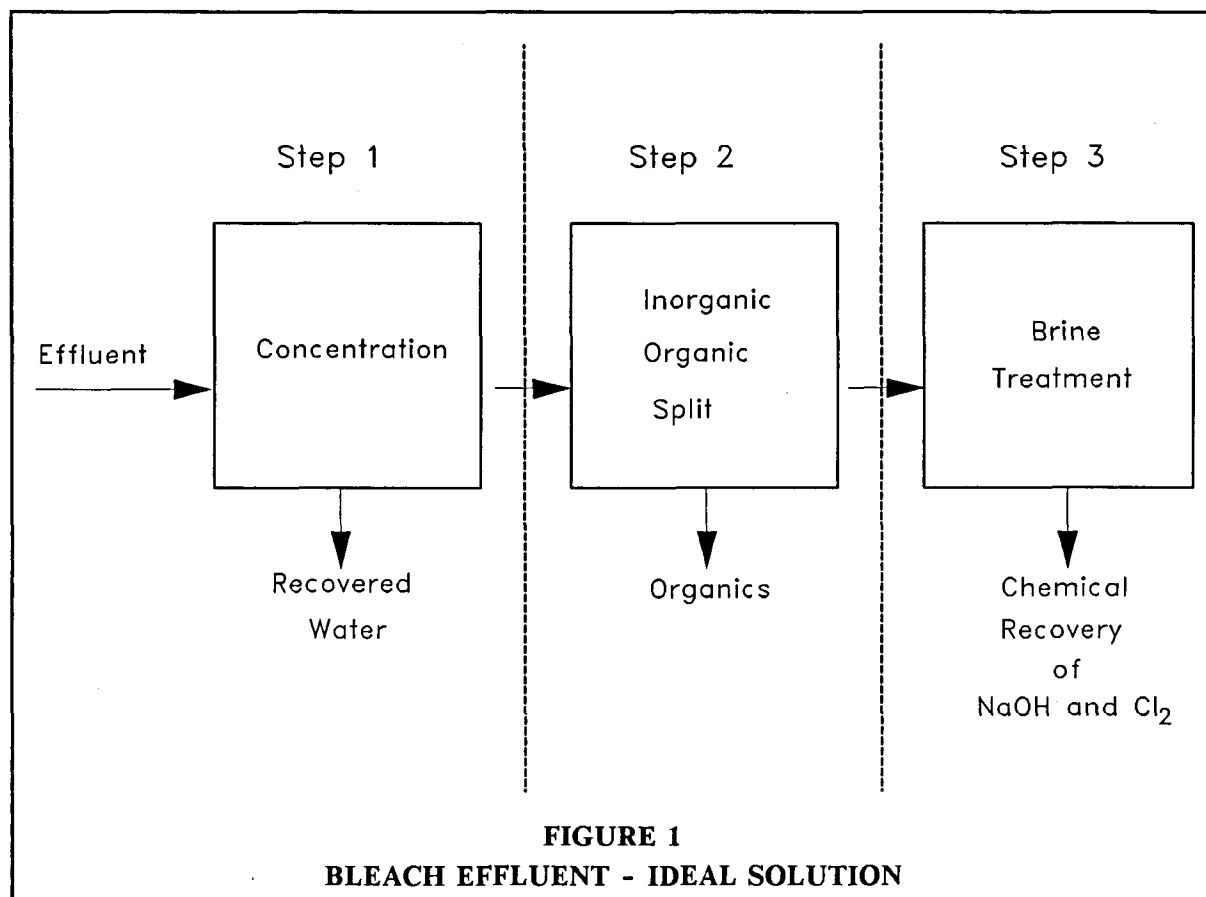 Step 1
Step 2
Step 3
Effluent
Concentration
Inorganic
Organic
Split
Brine
Treatment
Recovered
Water
Organics
Chemical
Recovery
of
NaOH and Cl₂
FIGURE 1
BLEACH EFFLUENT - IDEAL SOLUTION